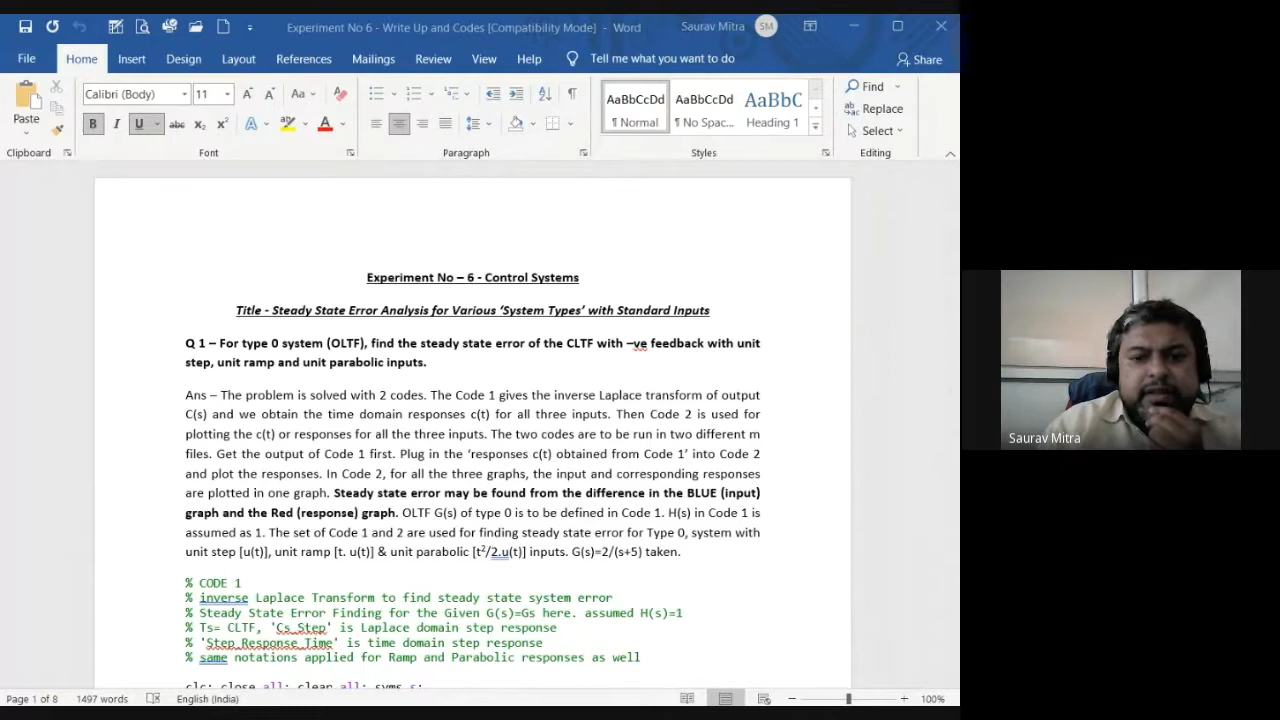 Experiment No 6 - Write Up and Codes [Compatibility Mode] - Word
Saurav Mitra
SM
File
Home
Insert
Design
Layout
References
Mailings
Review
View
Help
Tell me what you want to do
Share
Paste
Calibri (Body)
11
Aa
B I U abc x₂ x² A A
AaBbCcDd
¶ Normal
AaBbCcDd
¶ No Spac...
AaBbC
Heading 1
Find
Replace
Select
Clipboard
Font
Paragraph
Styles
Editing
Experiment No – 6 - Control Systems
Title - Steady State Error Analysis for Various ‘System Types’ with Standard Inputs
Q 1 – For type 0 system (OLTF), find the steady state error of the CLTF with –ve feedback with unit
step, unit ramp and unit parabolic inputs.
Ans – The problem is solved with 2 codes. The Code 1 gives the inverse Laplace transform of output
C(s) and we obtain the time domain responses c(t) for all three inputs. Then Code 2 is used for
plotting the c(t) or responses for all the three inputs. The two codes are to be run in two different m
files. Get the output of Code 1 first. Plug in the ‘responses c(t) obtained from Code 1’ into Code 2
and plot the responses. In Code 2, for all the three graphs, the input and corresponding responses
are plotted in one graph. Steady state error may be found from the difference in the BLUE (input)
graph and the Red (response) graph. OLTF G(s) of type 0 is to be defined in Code 1. H(s) in Code 1 is
assumed as 1. The set of Code 1 and 2 are used for finding steady state error for Type 0, system with
unit step [u(t)], unit ramp [t. u(t)] & unit parabolic [t²/2.u(t)] inputs. G(s)=2/(s+5) taken.
% CODE 1
% inverse Laplace Transform to find steady state system error
% Steady State Error Finding for the Given G(s)=Gs here. assumed H(s)=1
% Ts= CLTF, 'Cs_Step' is Laplace domain step response
% 'Step_Response_Time' is time domain step response
% same notations applied for Ramp and Parabolic responses as well
clc; close all; clear all; syms s;
Saurav Mitra
Page 1 of 8
1497 words
English (India)
100%